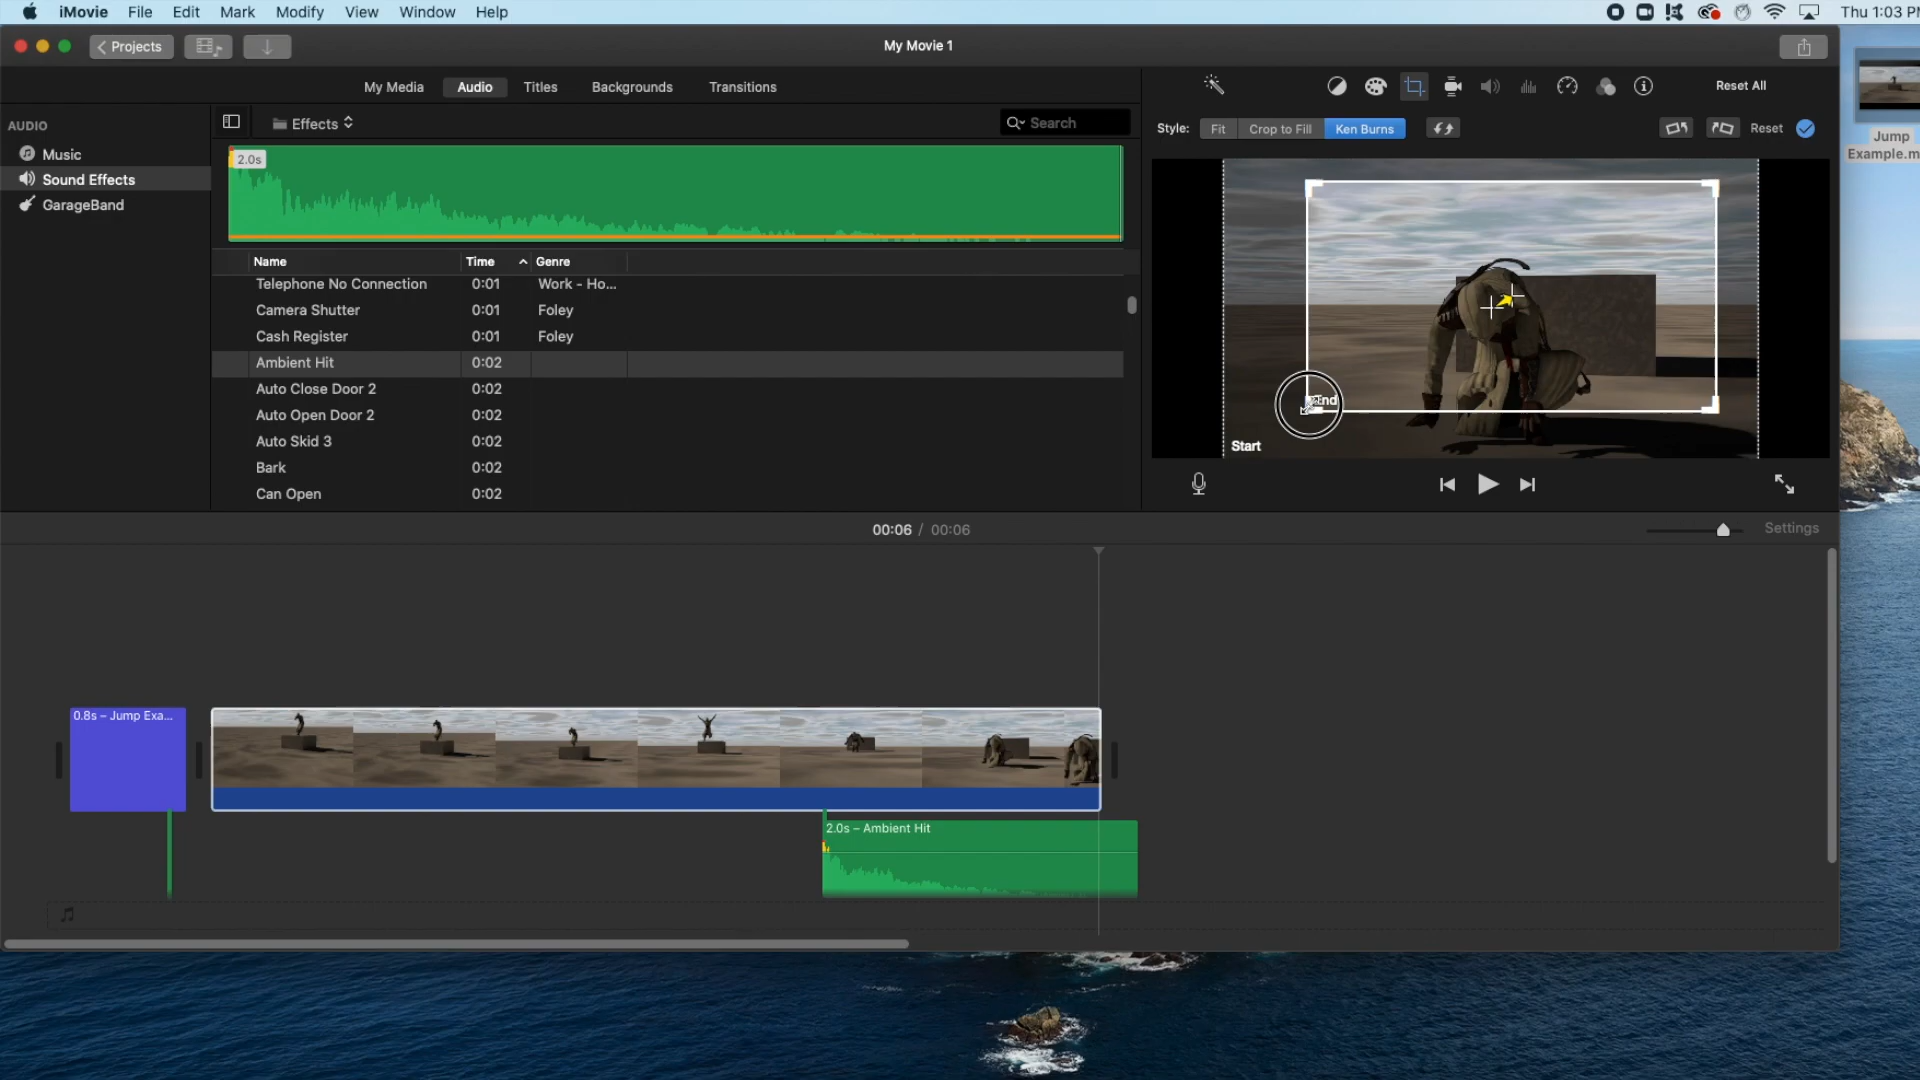 iMovie File Edit Mark Modify View Window Help
Thu 1:03 P
Projects
My Movie 1
My Media Audio Titles Backgrounds Transitions
Reset All
AUDIO
Music
Sound Effects
GarageBand
Effects
Search
Style: Fit Crop to Fill Ken Burns
Reset
Jump
Example.m
2.0s
Name Time Genre
Telephone No Connection 0:01 Work - Ho...
Camera Shutter 0:01 Foley
Cash Register 0:01 Foley
Ambient Hit 0:02
Auto Close Door 2 0:02
Auto Open Door 2 0:02
Auto Skid 3 0:02
Bark 0:02
Can Open 0:02
End
Start
00:06 / 00:06
Settings
0.8s – Jump Exa...
2.0s – Ambient Hit